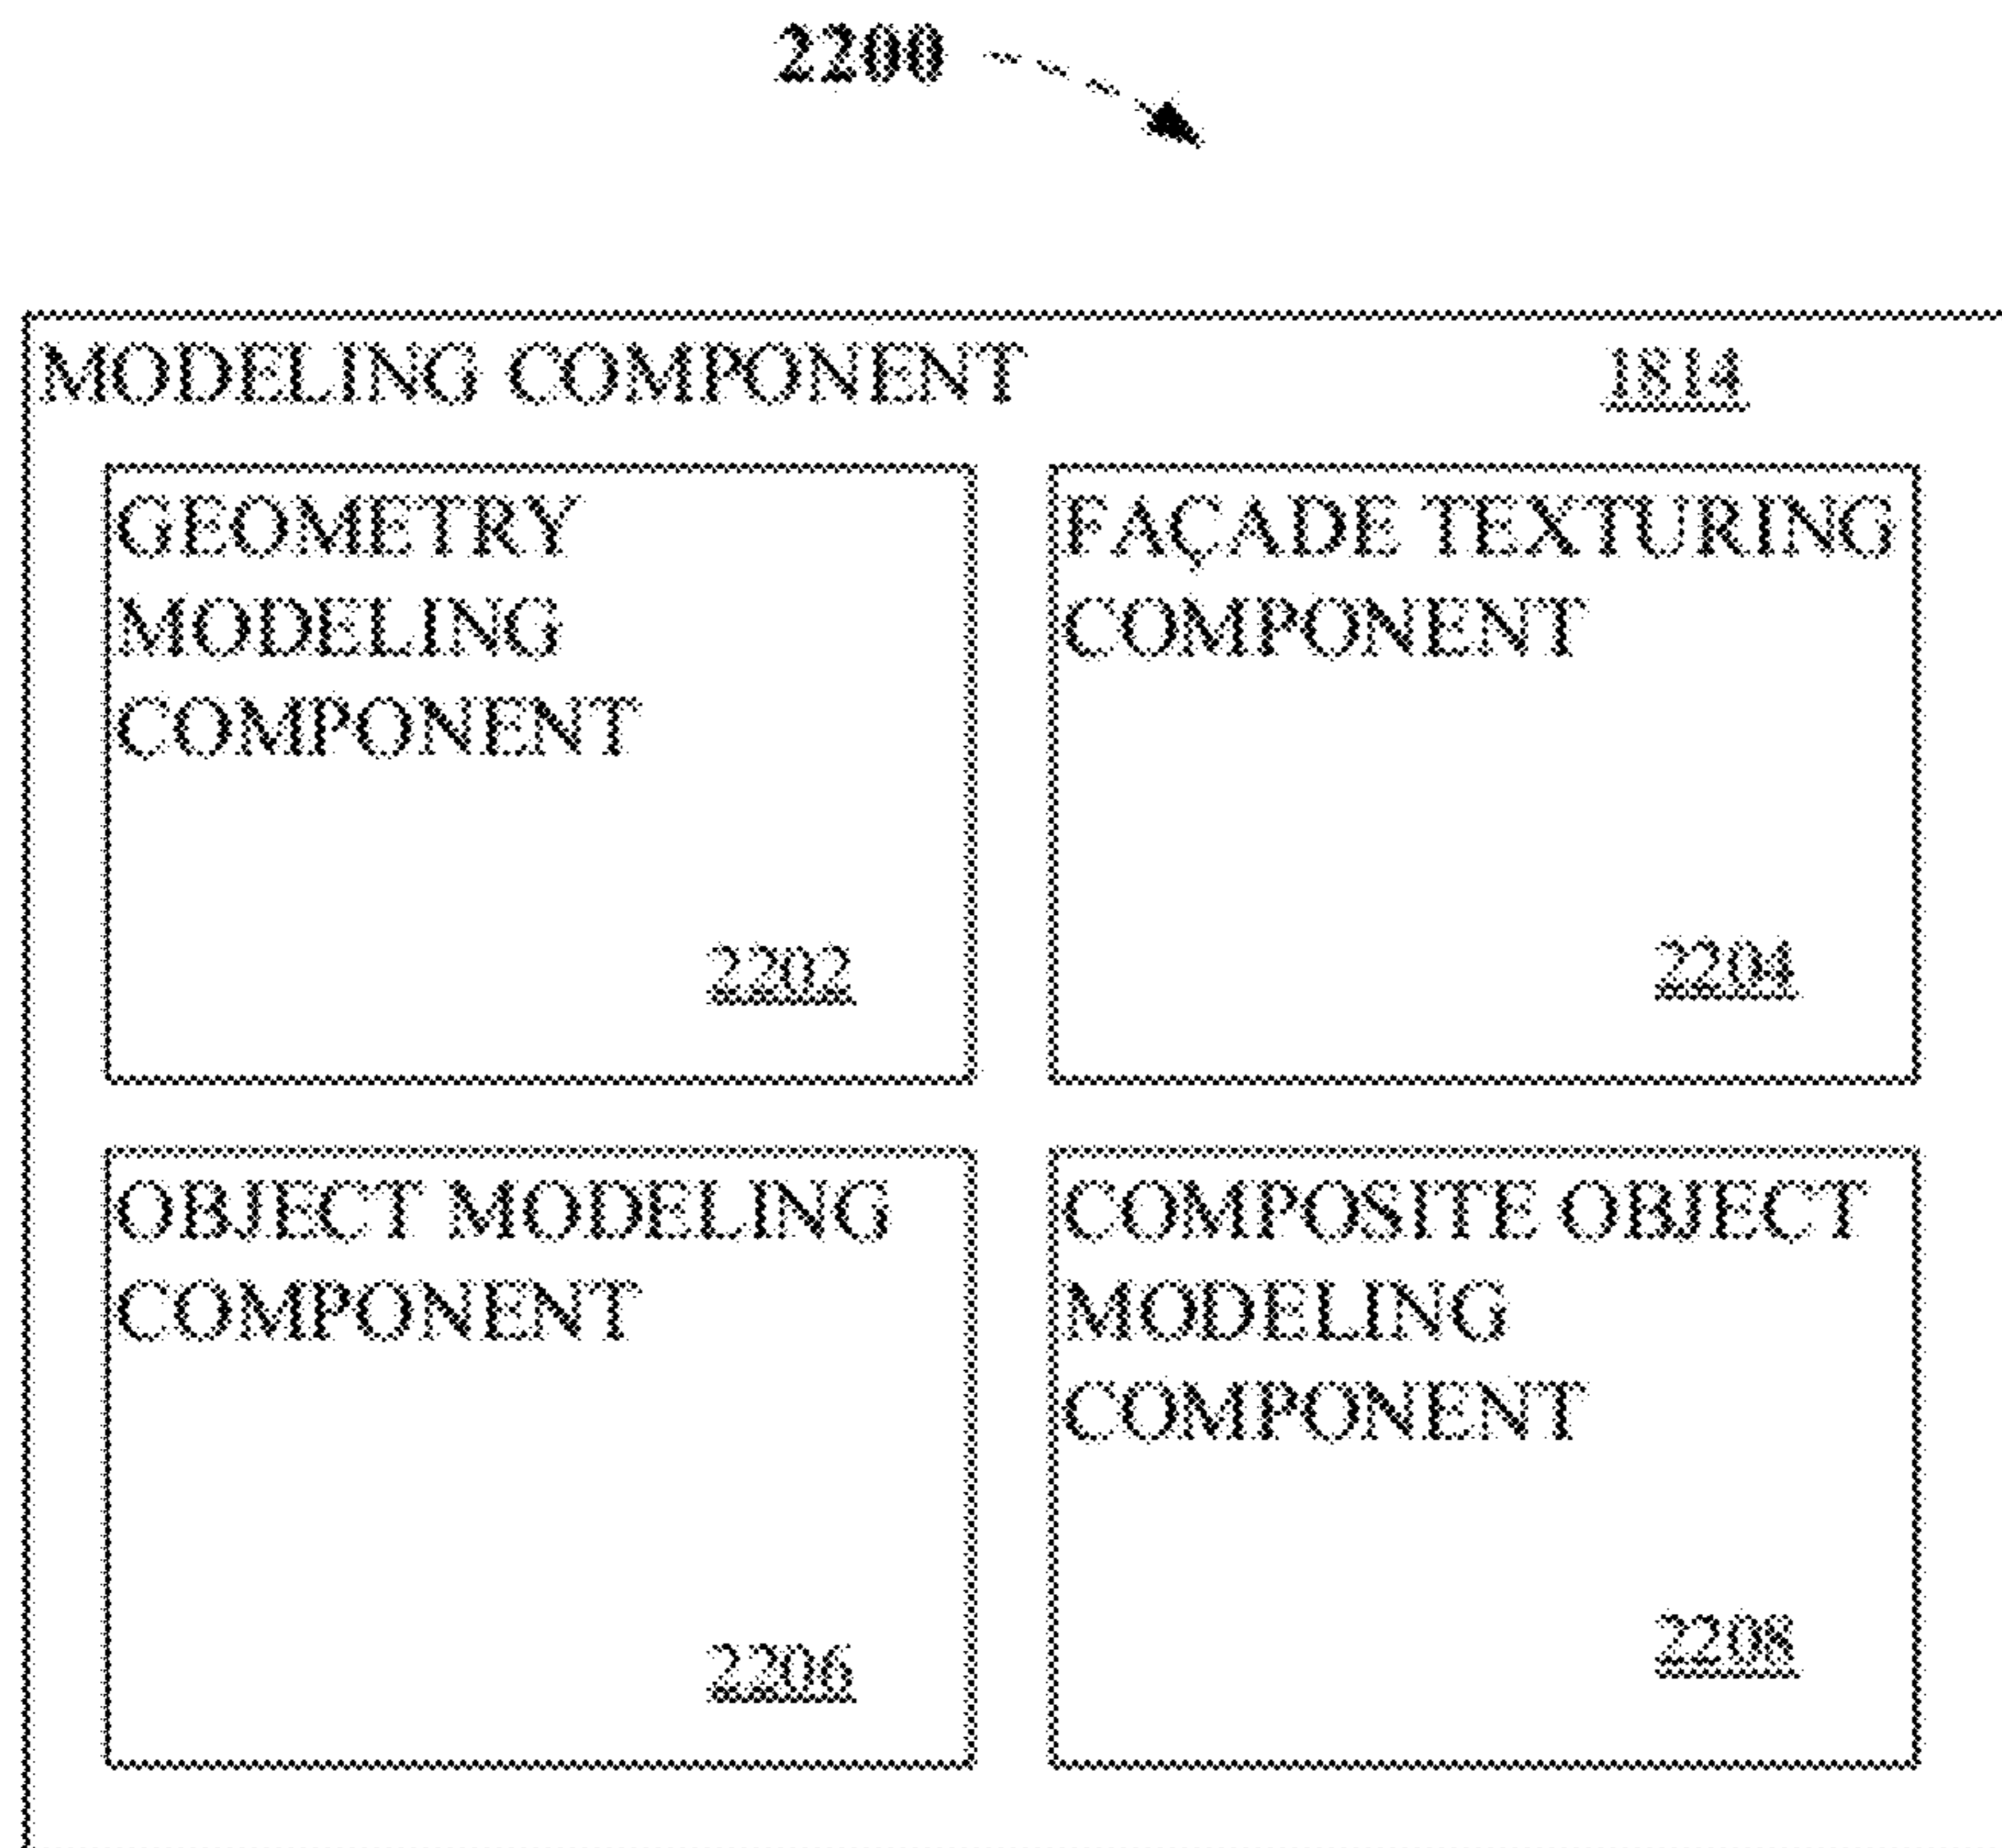 2200
MODELING COMPONENT 1814
GEOMETRY
MODELING
COMPONENT
2202
FAÇADE TEXTURING
COMPONENT
2204
OBJECT MODELING
COMPONENT
2206
COMPOSITE OBJECT
MODELING
COMPONENT
2208